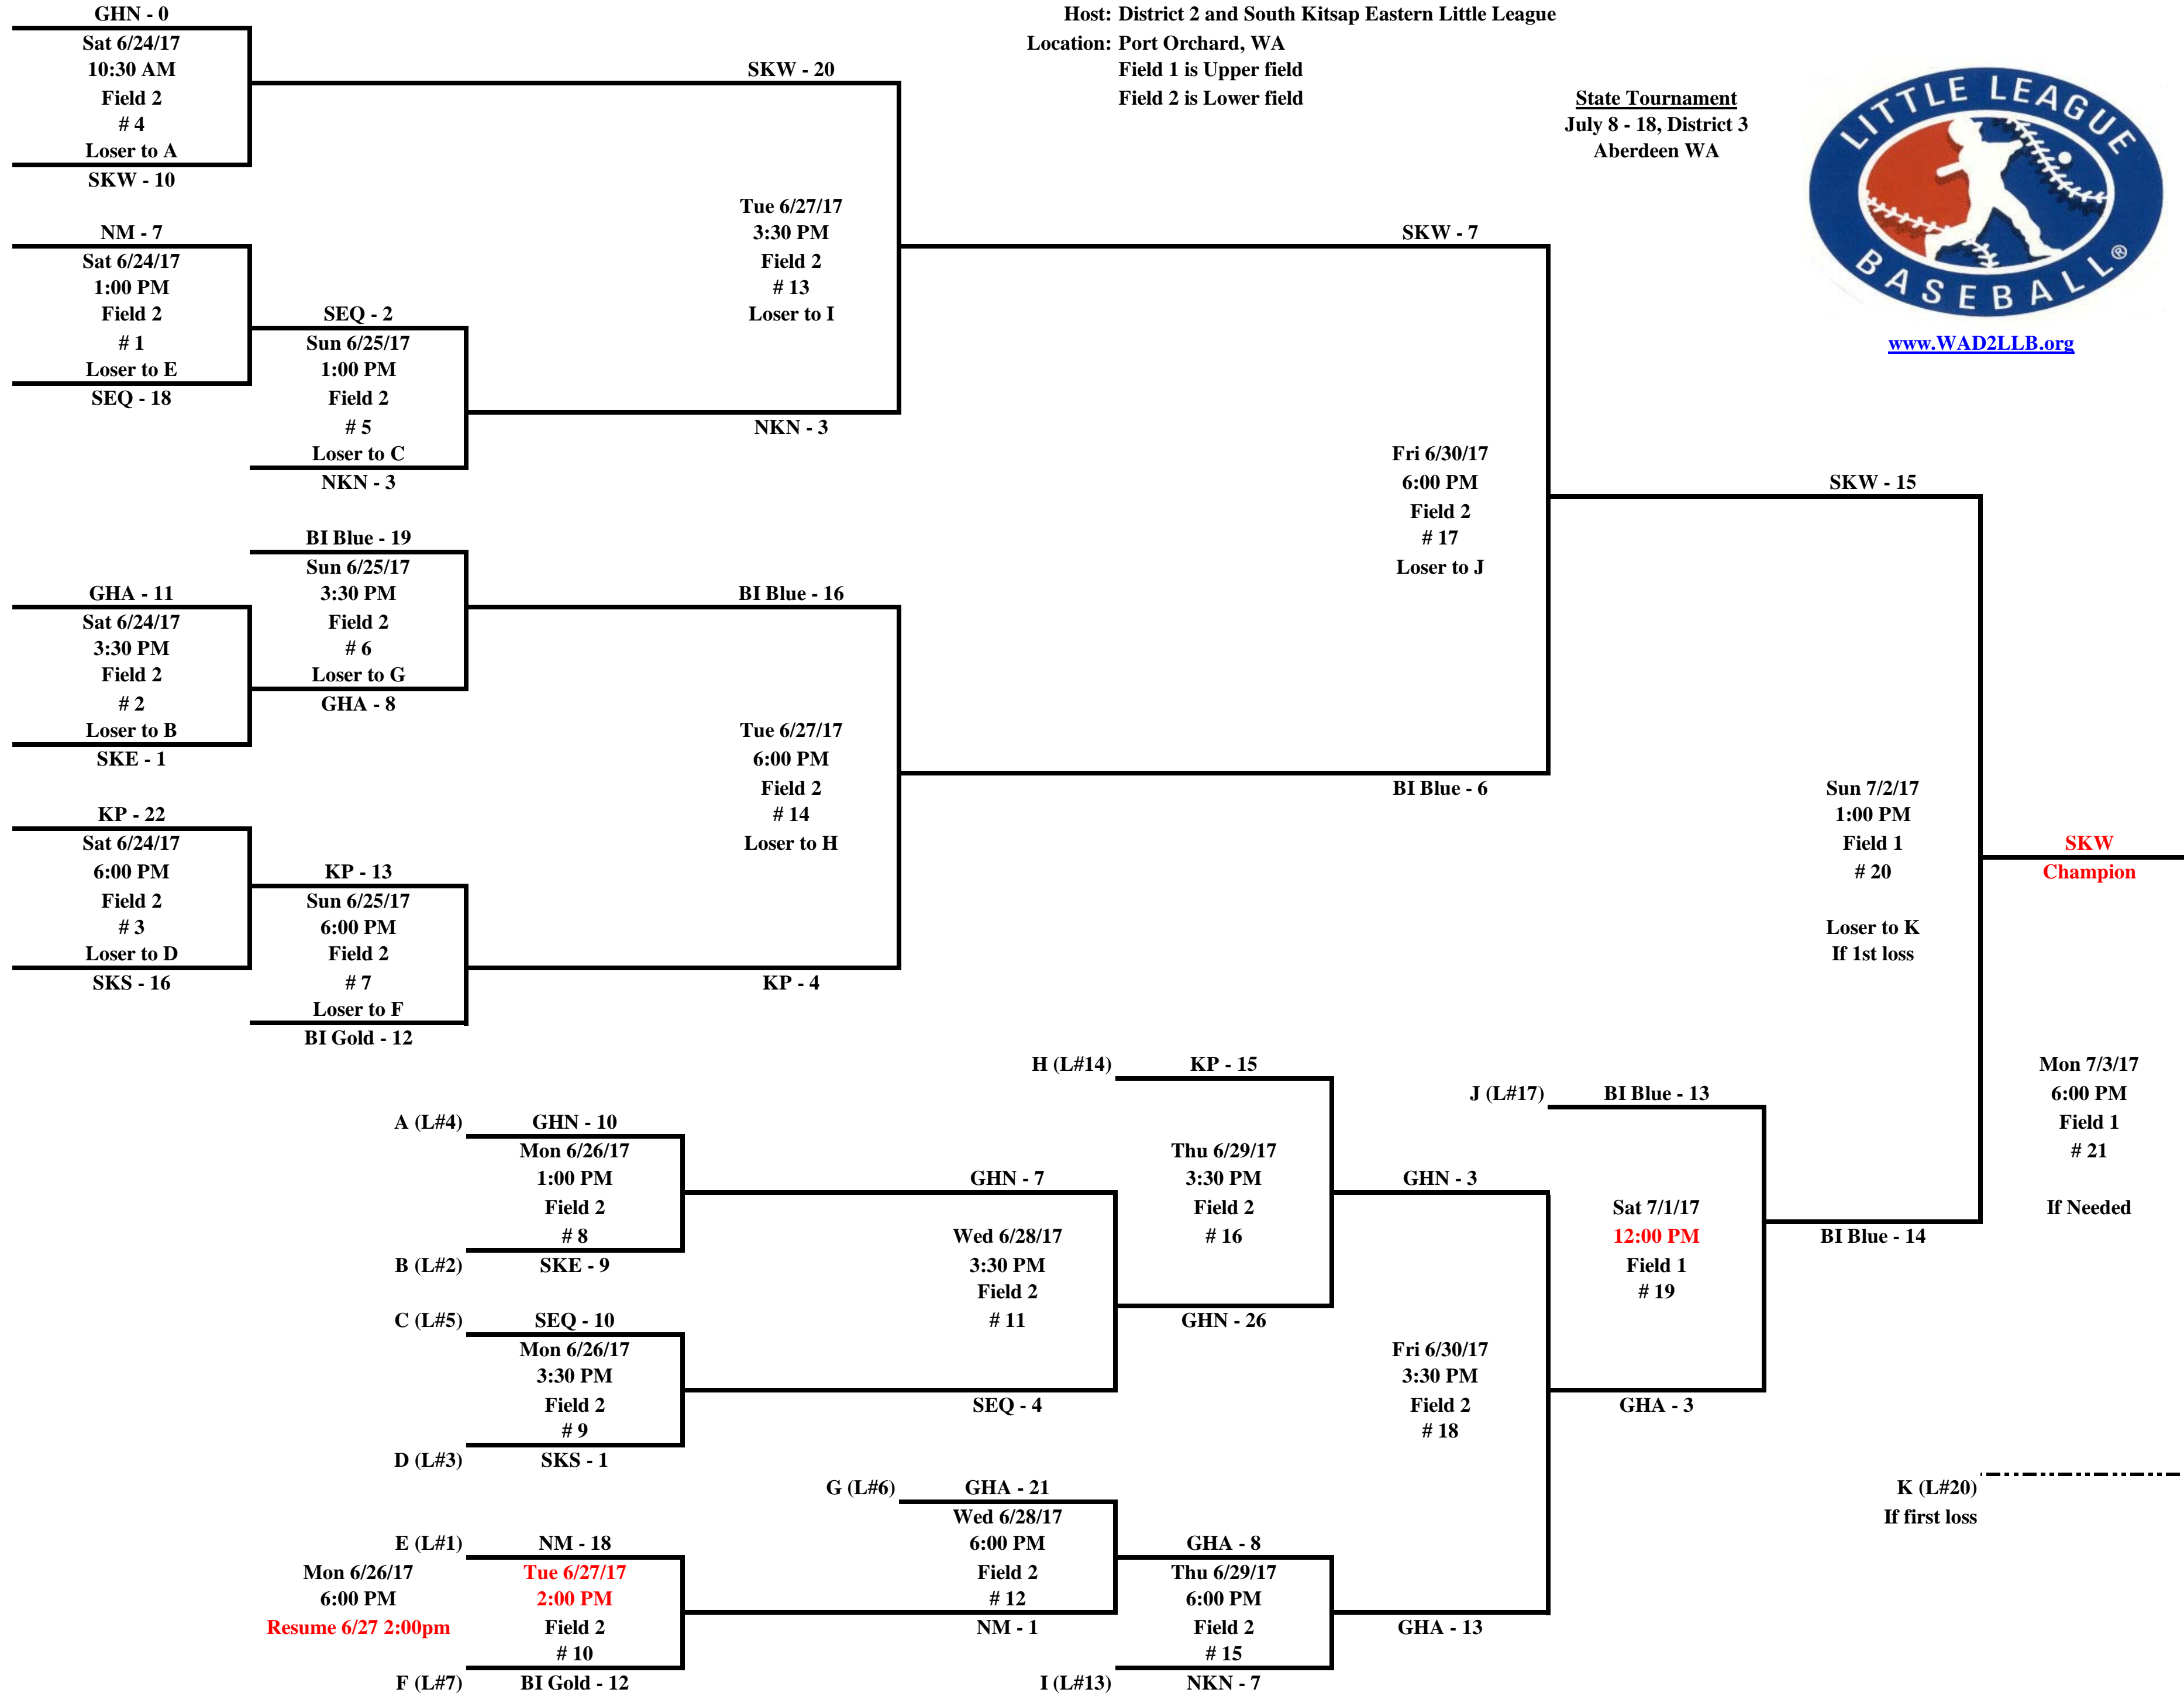 Host: District 2 and South Kitsap Eastern Little League
Location: Port Orchard, WA
Field 1 is Upper field
Field 2 is Lower field
State Tournament
July 8 - 18, District 3
Aberdeen WA
LITTLE LEAGUE
BASEBALL®
www.WAD2LLB.org
GHN - 0
Sat 6/24/17
10:30 AM
Field 2
# 4
Loser to A
SKW - 10
NM - 7
Sat 6/24/17
1:00 PM
Field 2
# 1
Loser to E
SEQ - 18
SEQ - 2
Sun 6/25/17
1:00 PM
Field 2
# 5
Loser to C
NKN - 3
SKW - 20
Tue 6/27/17
3:30 PM
Field 2
# 13
Loser to I
NKN - 3
BI Blue - 19
Sun 6/25/17
3:30 PM
Field 2
# 6
Loser to G
GHA - 8
GHA - 11
Sat 6/24/17
3:30 PM
Field 2
# 2
Loser to B
SKE - 1
KP - 22
Sat 6/24/17
6:00 PM
Field 2
# 3
Loser to D
SKS - 16
KP - 13
Sun 6/25/17
6:00 PM
Field 2
# 7
Loser to F
BI Gold - 12
BI Blue - 16
Tue 6/27/17
6:00 PM
Field 2
# 14
Loser to H
KP - 4
SKW - 7
Fri 6/30/17
6:00 PM
Field 2
# 17
Loser to J
BI Blue - 6
SKW - 15
Sun 7/2/17
1:00 PM
Field 1
# 20
Loser to K
If 1st loss
BI Blue - 14
SKW
Champion
Mon 7/3/17
6:00 PM
Field 1
# 21
If Needed
K (L#20)
If first loss
A (L#4)
GHN - 10
Mon 6/26/17
1:00 PM
Field 2
# 8
B (L#2)
SKE - 9
C (L#5)
SEQ - 10
Mon 6/26/17
3:30 PM
Field 2
# 9
D (L#3)
SKS - 1
E (L#1)
NM - 18
Mon 6/26/17
6:00 PM
Resume 6/27 2:00pm
Tue 6/27/17
2:00 PM
Field 2
# 10
F (L#7)
BI Gold - 12
GHN - 7
Wed 6/28/17
3:30 PM
Field 2
# 11
SEQ - 4
G (L#6)
GHA - 21
Wed 6/28/17
6:00 PM
Field 2
# 12
NM - 1
H (L#14)
KP - 15
Thu 6/29/17
3:30 PM
Field 2
# 16
GHN - 26
GHA - 8
Thu 6/29/17
6:00 PM
Field 2
# 15
I (L#13)
NKN - 7
GHN - 3
Fri 6/30/17
3:30 PM
Field 2
# 18
GHA - 13
J (L#17)
BI Blue - 13
Sat 7/1/17
12:00 PM
Field 1
# 19
GHA - 3